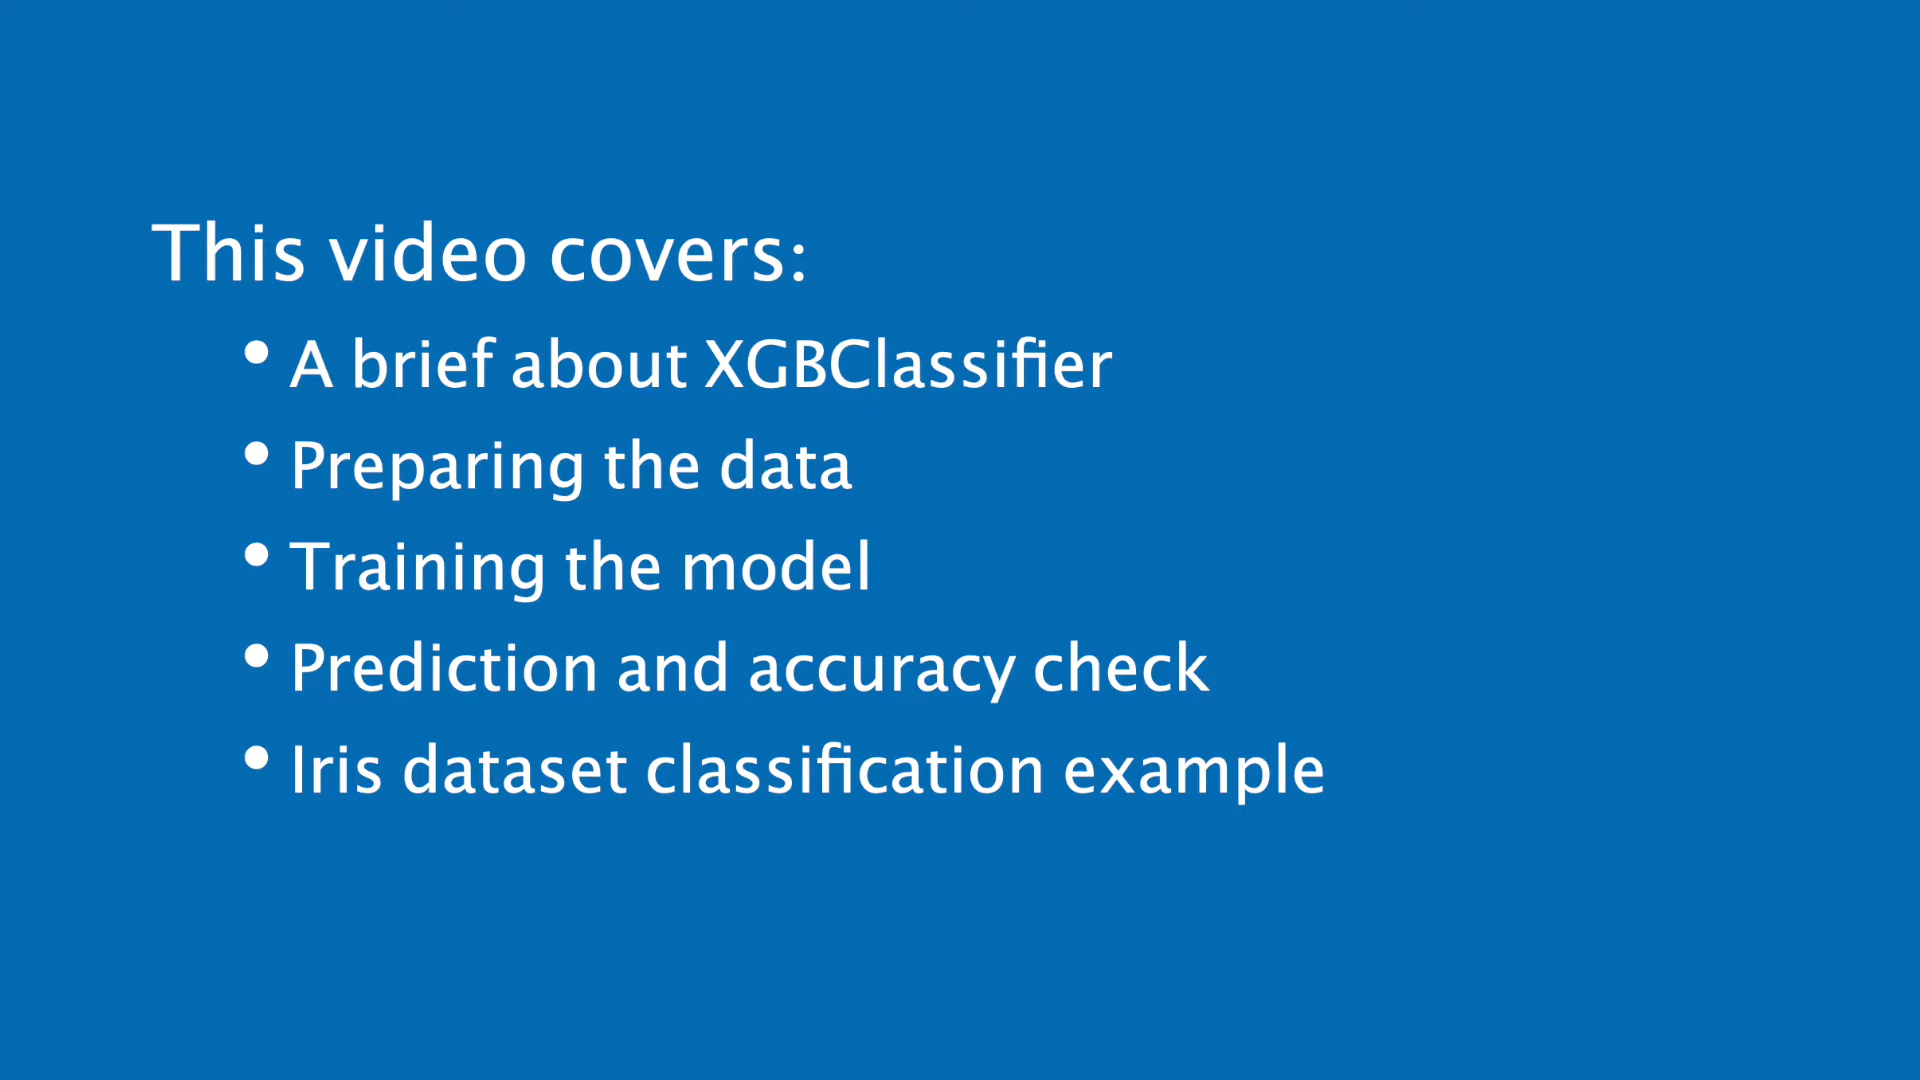 This video covers:
• A brief about XGBClassifier
• Preparing the data
• Training the model
• Prediction and accuracy check
• Iris dataset classification example